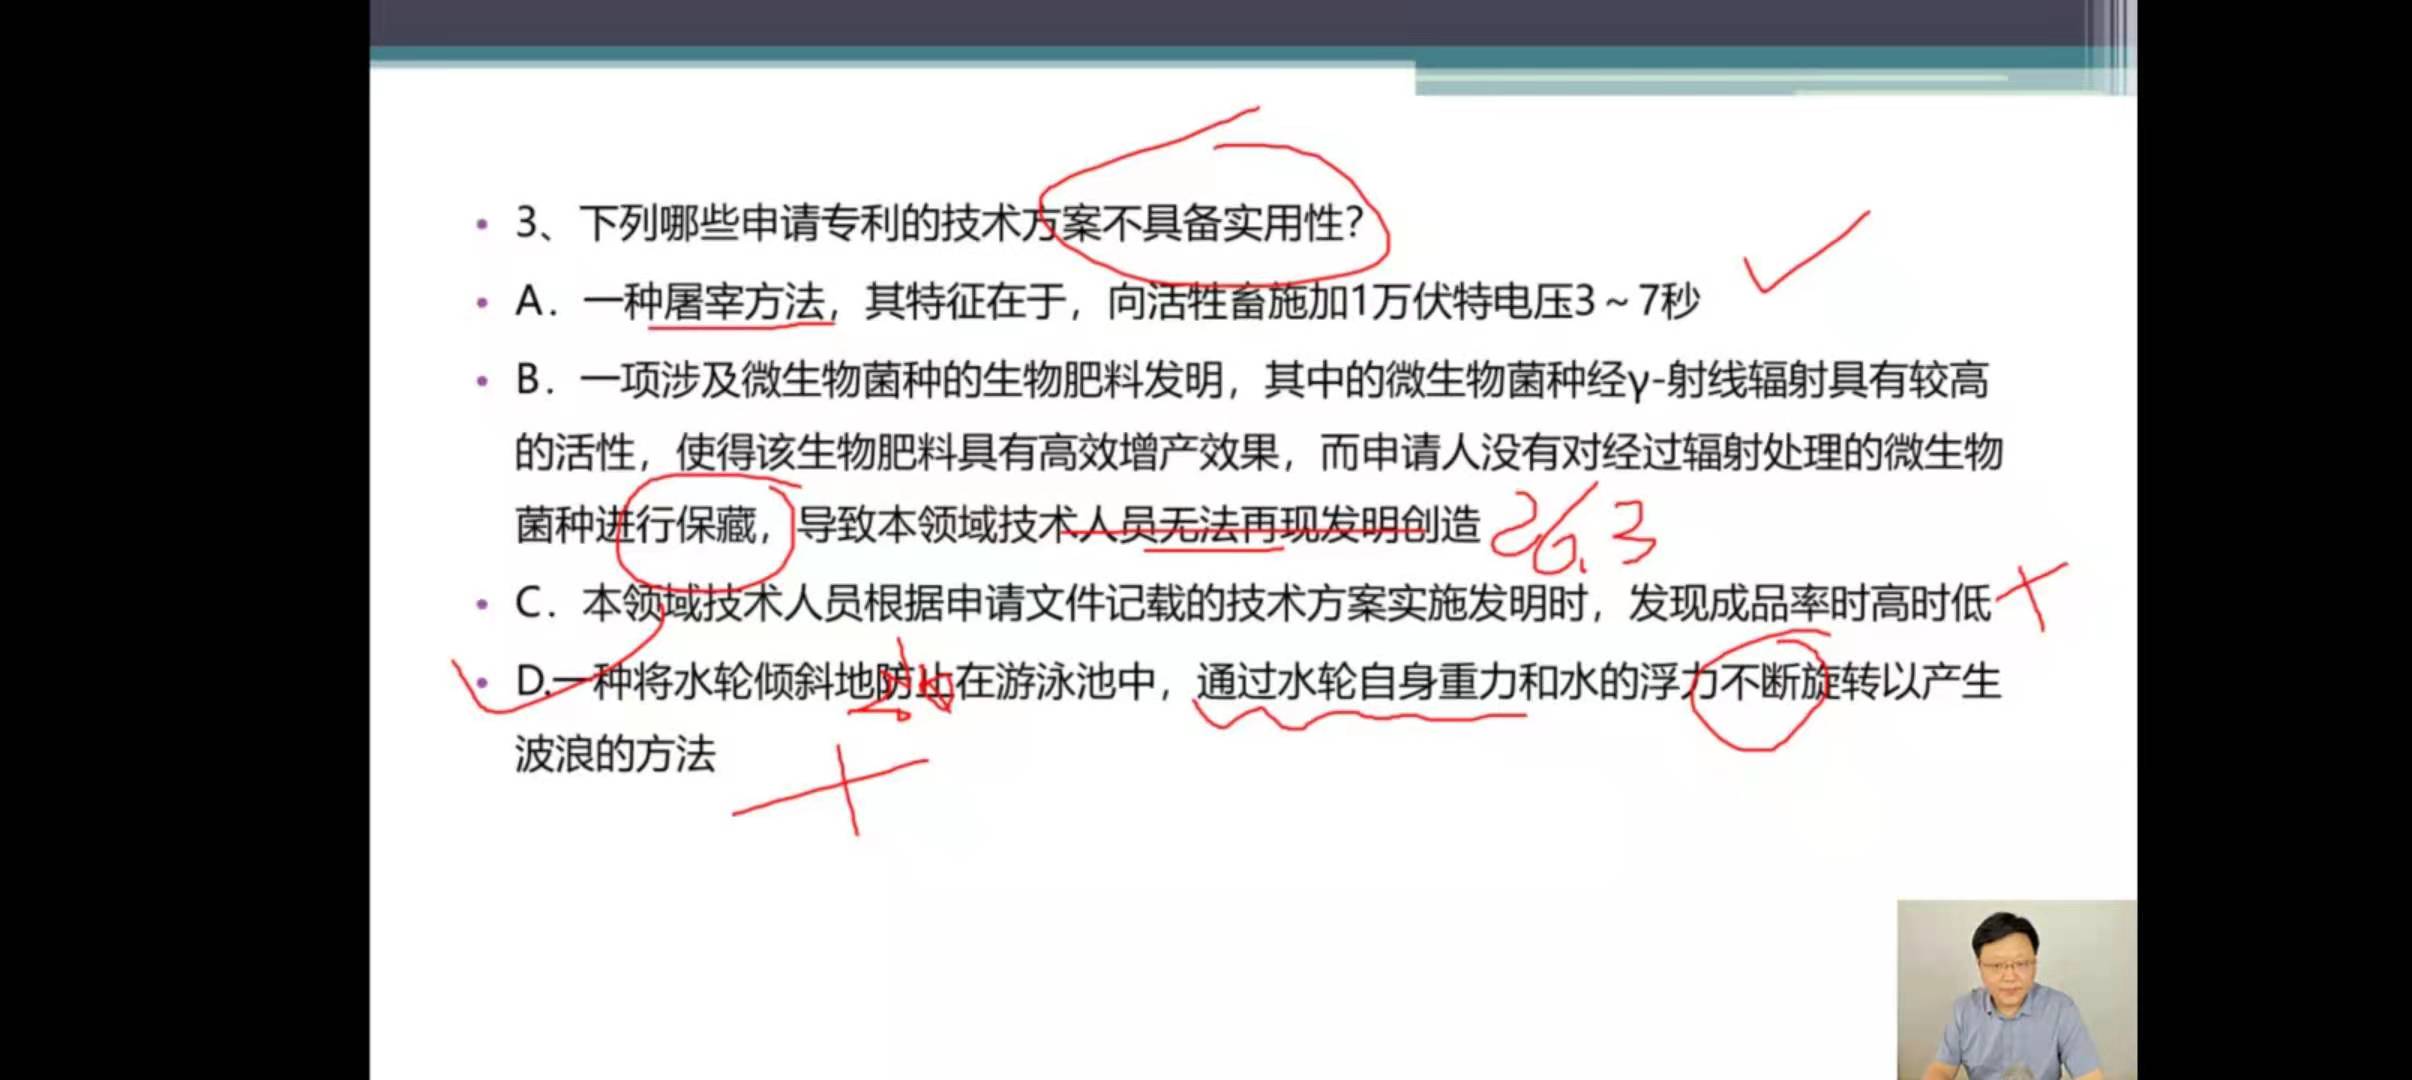 3、下列哪些申请专利的技术方案不具备实用性？
A．一种屠宰方法，其特征在于，向活牲畜施加1万伏特电压3～7秒
B．一项涉及微生物菌种的生物肥料发明，其中的微生物菌种经γ-射线辐射具有较高
的活性，使得该生物肥料具有高效增产效果，而申请人没有对经过辐射处理的微生物
菌种进行保藏，导致本领域技术人员无法再现发明创造 26.3
C．本领域技术人员根据申请文件记载的技术方案实施发明时，发现成品率时高时低
D.一种将水轮倾斜地防止在游泳池中，通过水轮自身重力和水的浮力不断旋转以产生
波浪的方法